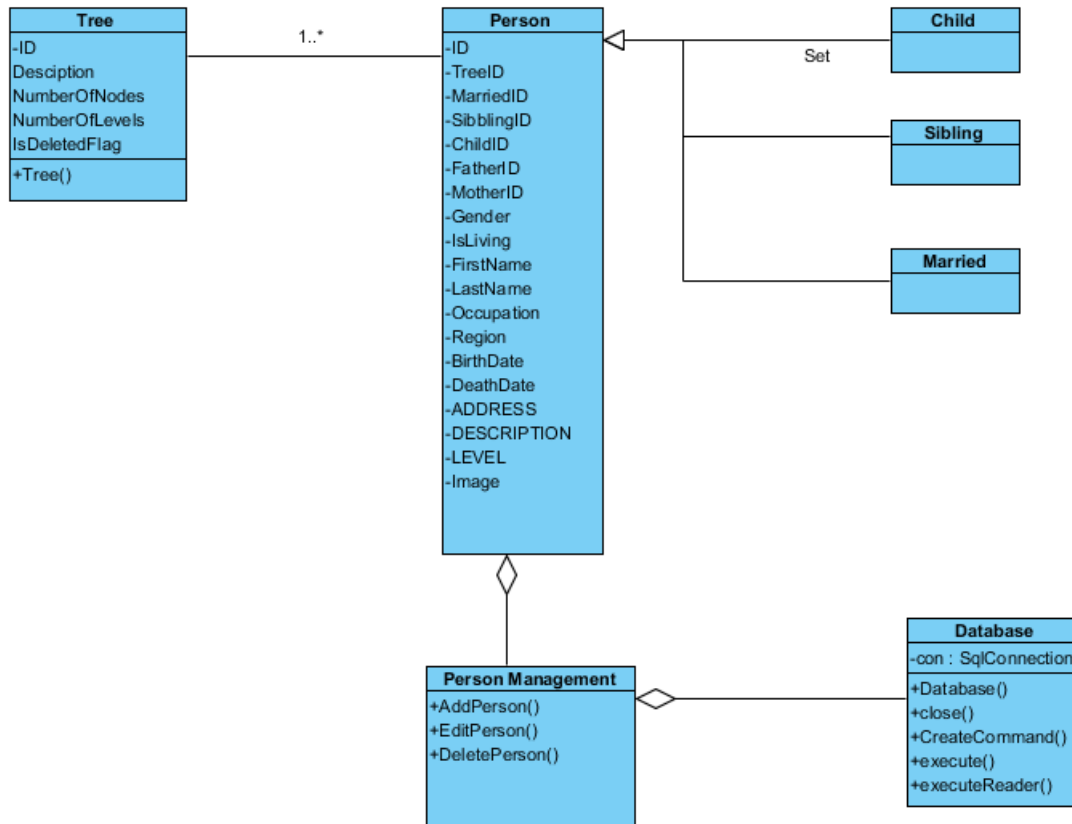 Tree
-ID
Desciption
NumberOfNodes
NumberOfLevels
IsDeletedFlag
+Tree()
1..*
Person
-ID
-TreeID
-MarriedID
-SibblingID
-ChildID
-FatherID
-MotherID
-Gender
-IsLiving
-FirstName
-LastName
-Occupation
-Region
-BirthDate
-DeathDate
-ADDRESS
-DESCRIPTION
-LEVEL
-Image
Set
Child
Sibling
Married
Person Management
+AddPerson()
+EditPerson()
+DeletePerson()
Database
-con : SqlConnection
+Database()
+close()
+CreateCommand()
+execute()
+executeReader()